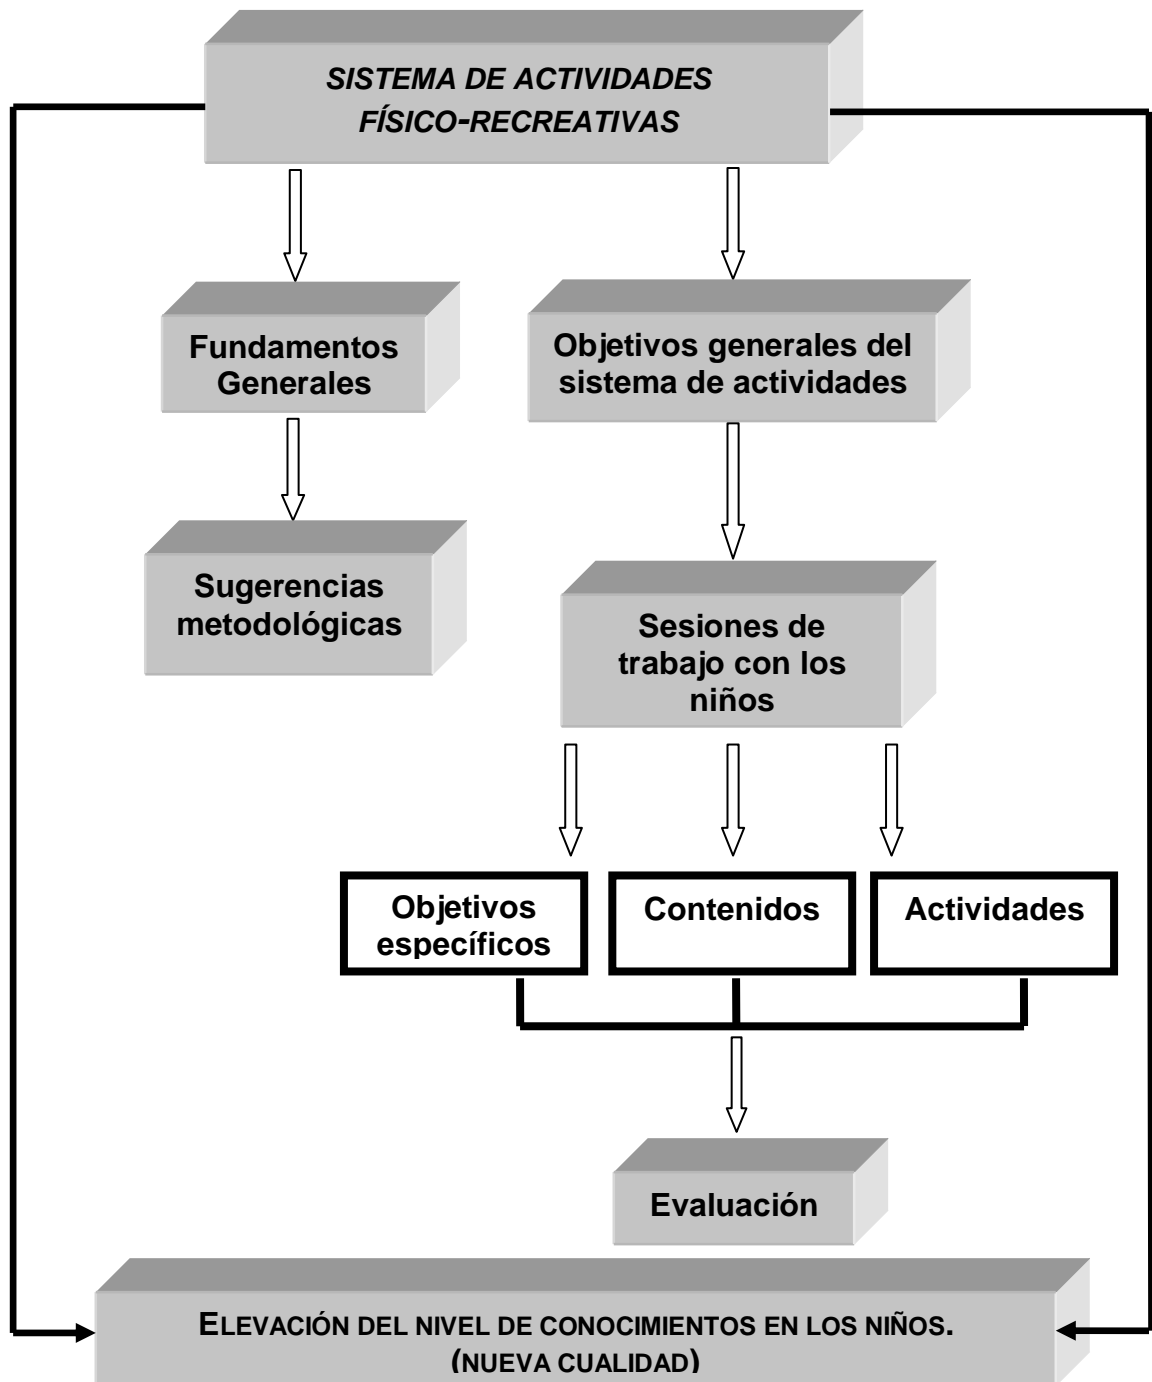 SISTEMA DE ACTIVIDADES
FÍSICO-RECREATIVAS
Fundamentos
Generales
Objetivos generales del
sistema de actividades
Sugerencias
metodológicas
Sesiones de
trabajo con los
niños
Objetivos
específicos
Contenidos
Actividades
Evaluación
ELEVACIÓN DEL NIVEL DE CONOCIMIENTOS EN LOS NIÑOS.
(NUEVA CUALIDAD)